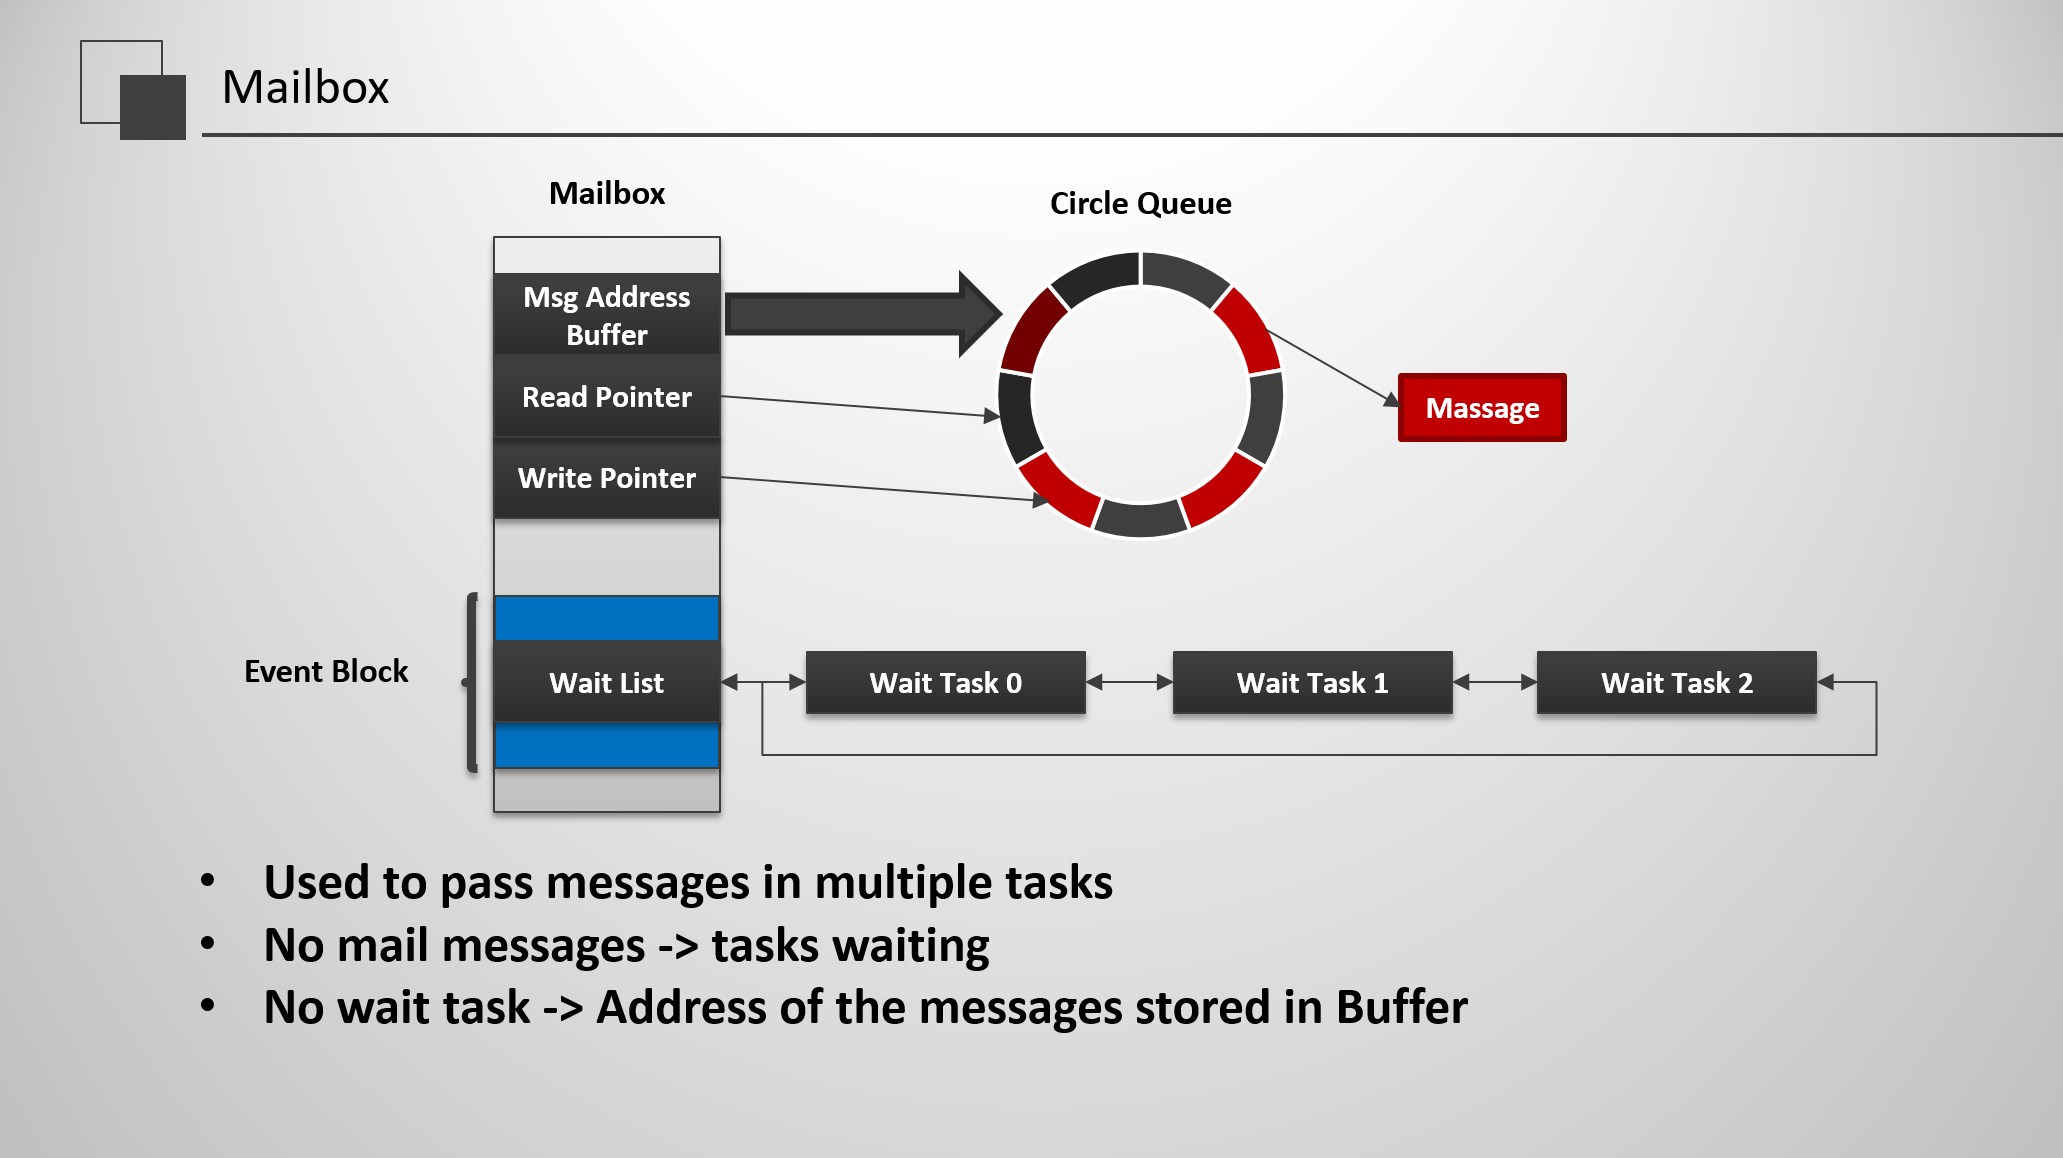 Mailbox
Mailbox
Circle Queue
Msg Address
Buffer
Read Pointer
Massage
Write Pointer
Event Block
Wait List
Wait Task 0
Wait Task 1
Wait Task 2
• Used to pass messages in multiple tasks
• No mail messages -> tasks waiting
• No wait task -> Address of the messages stored in Buffer